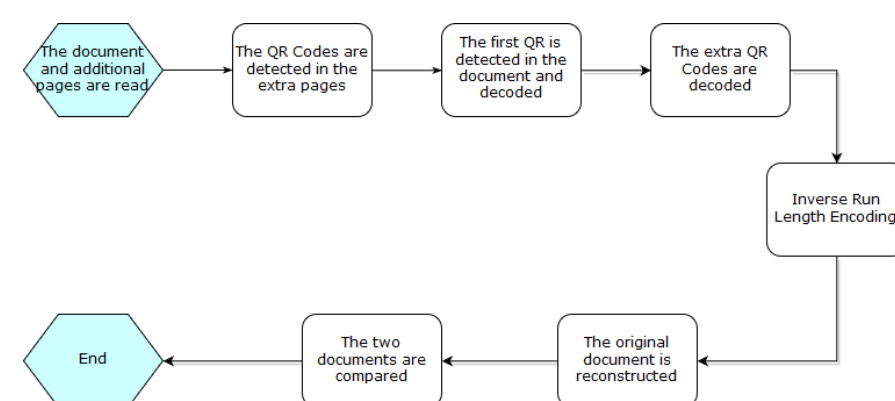 The document
and additional
pages are read
The QR Codes are
detected in the
extra pages
The first QR is
detected in the
document and
decoded
The extra QR
Codes are
decoded
Inverse Run
Length Encoding
The original
document is
reconstructed
The two
documents are
compared
End